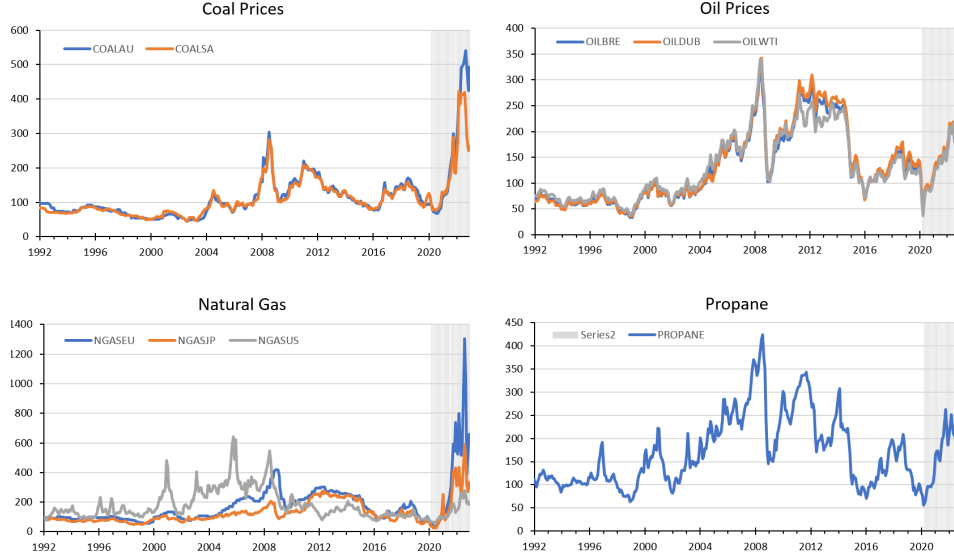 Coal Prices
600
500
400
300
200
100
0
COALAU COALSA
1992 1996 2000 2004 2008 2012 2016 2020
Oil Prices
400
350
300
250
200
150
100
50
0
OILBRE OILDUB OILWTI
1992 1996 2000 2004 2008 2012 2016 2020
Natural Gas
1400
1200
1000
800
600
400
200
0
NGASEU NGASJP NGASUS
1992 1996 2000 2004 2008 2012 2016 2020
Propane
450
400
350
300
250
200
150
100
50
0
Series2 PROPANE
1992 1996 2000 2004 2008 2012 2016 2020